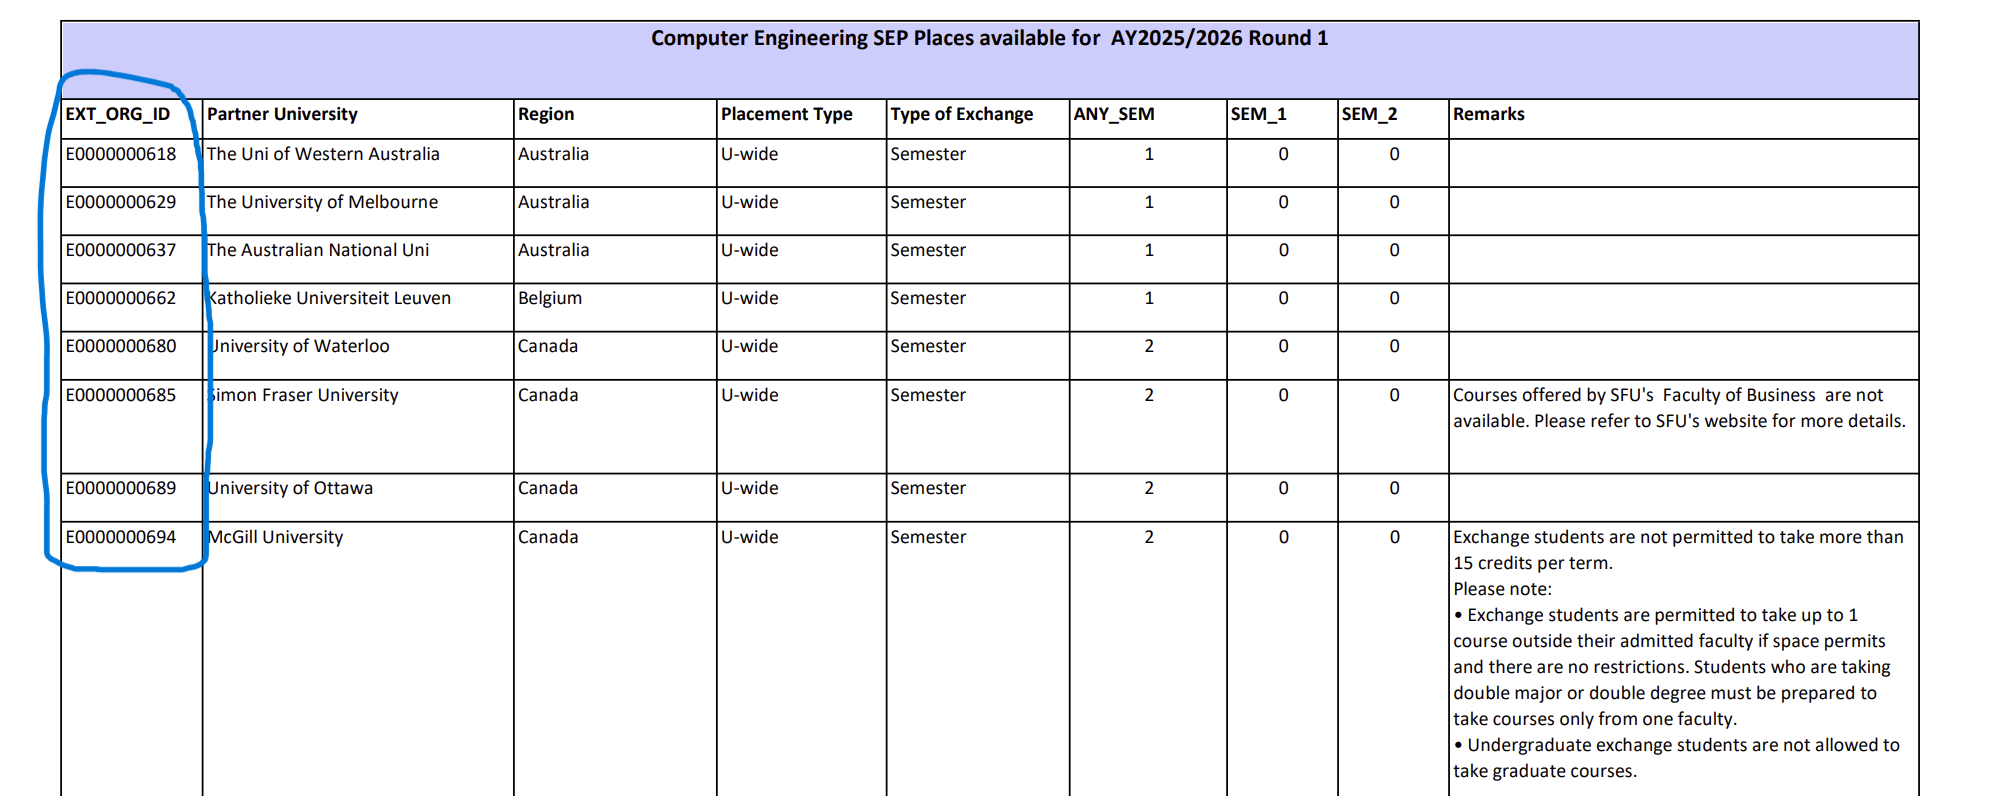 Computer Engineering SEP Places available for AY2025/2026 Round 1
EXT_ORG_ID Partner University Region Placement Type Type of Exchange ANY_SEM SEM_1 SEM_2 Remarks
E0000000618 The Uni of Western Australia Australia U-wide Semester 1 0 0
E0000000629 The University of Melbourne Australia U-wide Semester 1 0 0
E0000000637 The Australian National Uni Australia U-wide Semester 1 0 0
E0000000662 Katholieke Universiteit Leuven Belgium U-wide Semester 1 0 0
E0000000680 University of Waterloo Canada U-wide Semester 2 0 0
E0000000685 Simon Fraser University Canada U-wide Semester 2 0 0 Courses offered by SFU's Faculty of Business are not
available. Please refer to SFU's website for more details.
E0000000689 University of Ottawa Canada U-wide Semester 2 0 0
E0000000694 McGill University Canada U-wide Semester 2 0 0 Exchange students are not permitted to take more than
15 credits per term.
Please note:
• Exchange students are permitted to take up to 1
course outside their admitted faculty if space permits
and there are no restrictions. Students who are taking
double major or double degree must be prepared to
take courses only from one faculty.
• Undergraduate exchange students are not allowed to
take graduate courses.